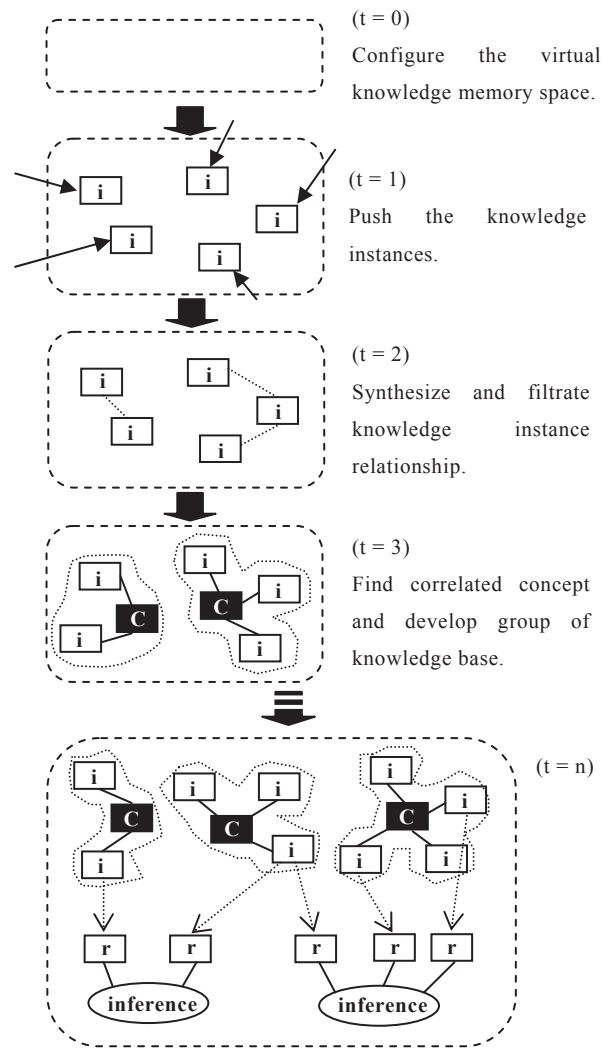 (t = 0)
Configure the virtual
knowledge memory space.
(t = 1)
Push the knowledge
instances.
i
i
i
i
i
(t = 2)
Synthesize and filtrate
knowledge instance
relationship.
i
i
i
i
i
(t = 3)
Find correlated concept
and develop group of
knowledge base.
i
i
C
i
i
C
i
i
(t = n)
i
C
i
i
i
C
i
i
i
C
i
i
r
r
r
r
r
inference
inference